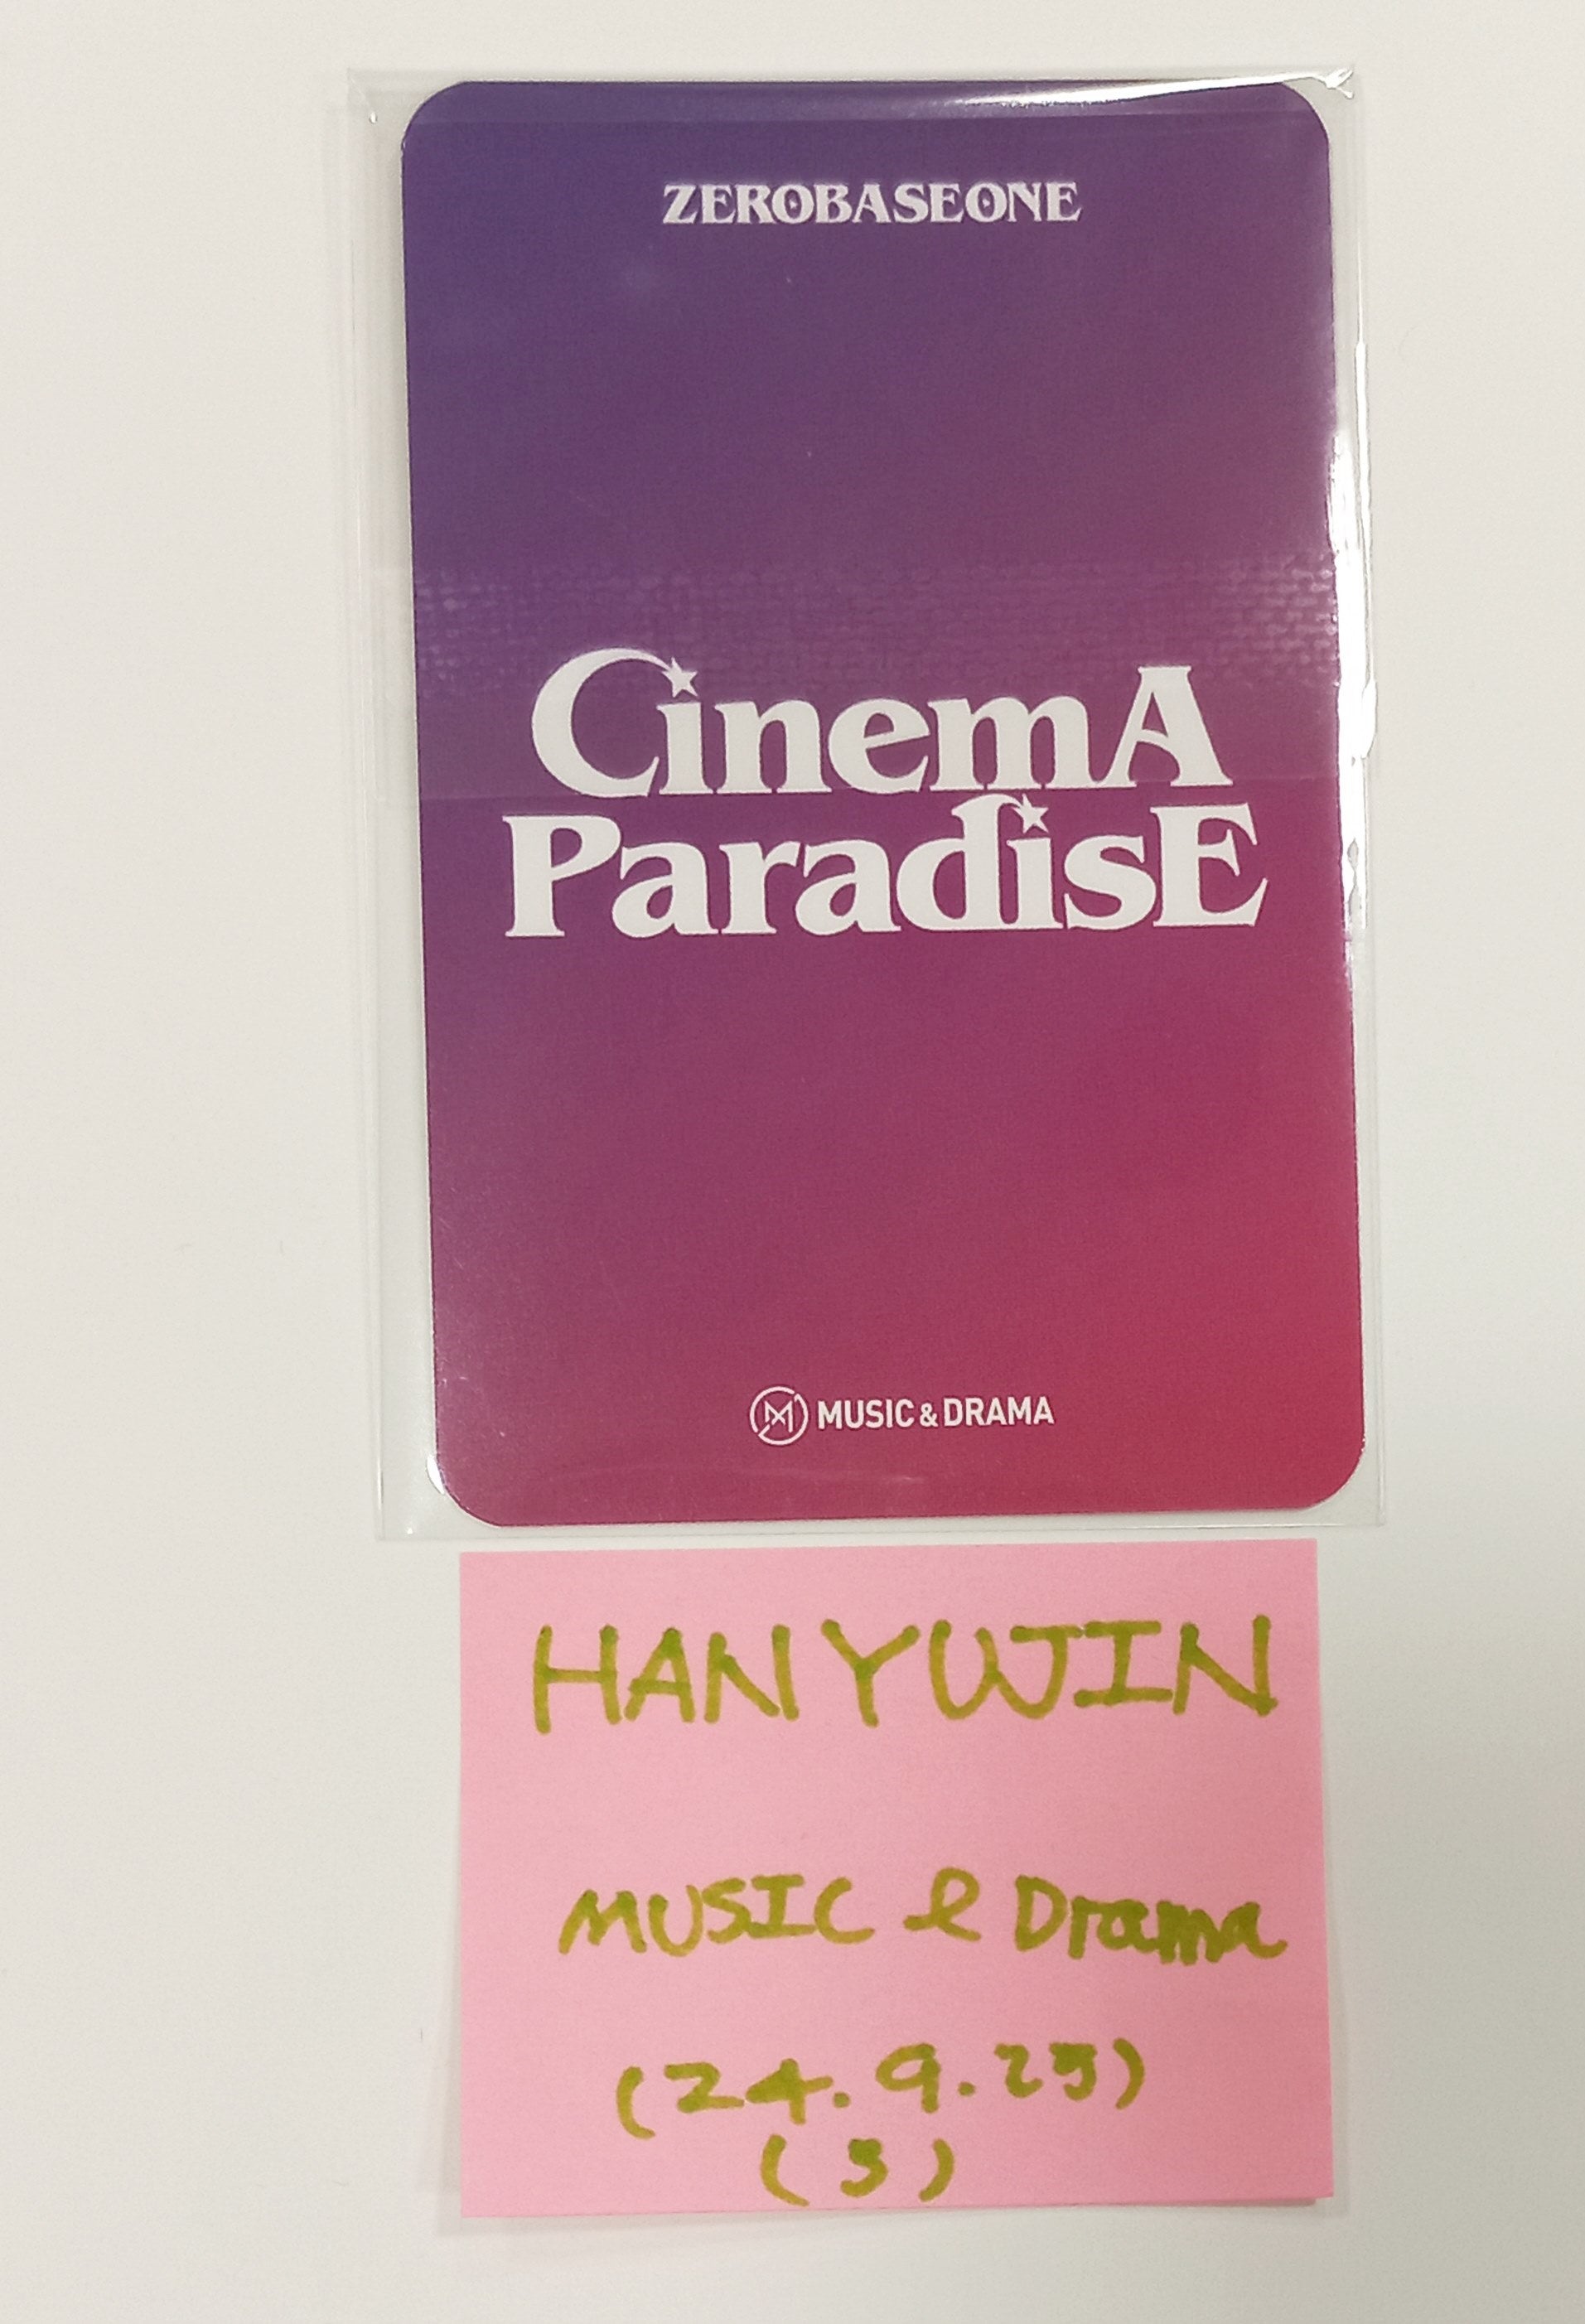 ZEROBASEONE
CinemA
ParadisE
MUSIC & DRAMA
HANYUJIN
MUSIC & Drama
(24.9.25)
(3)